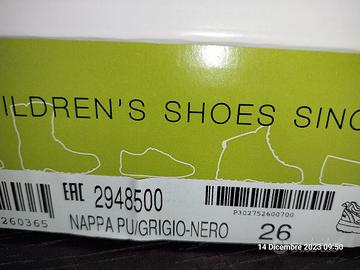 ILDREN'S SHOES SINC
EAC 2948500
P302752600700
260365
NAPPA PU/GRIGIO-NERO 26
14 Dicembre 2023 09:50